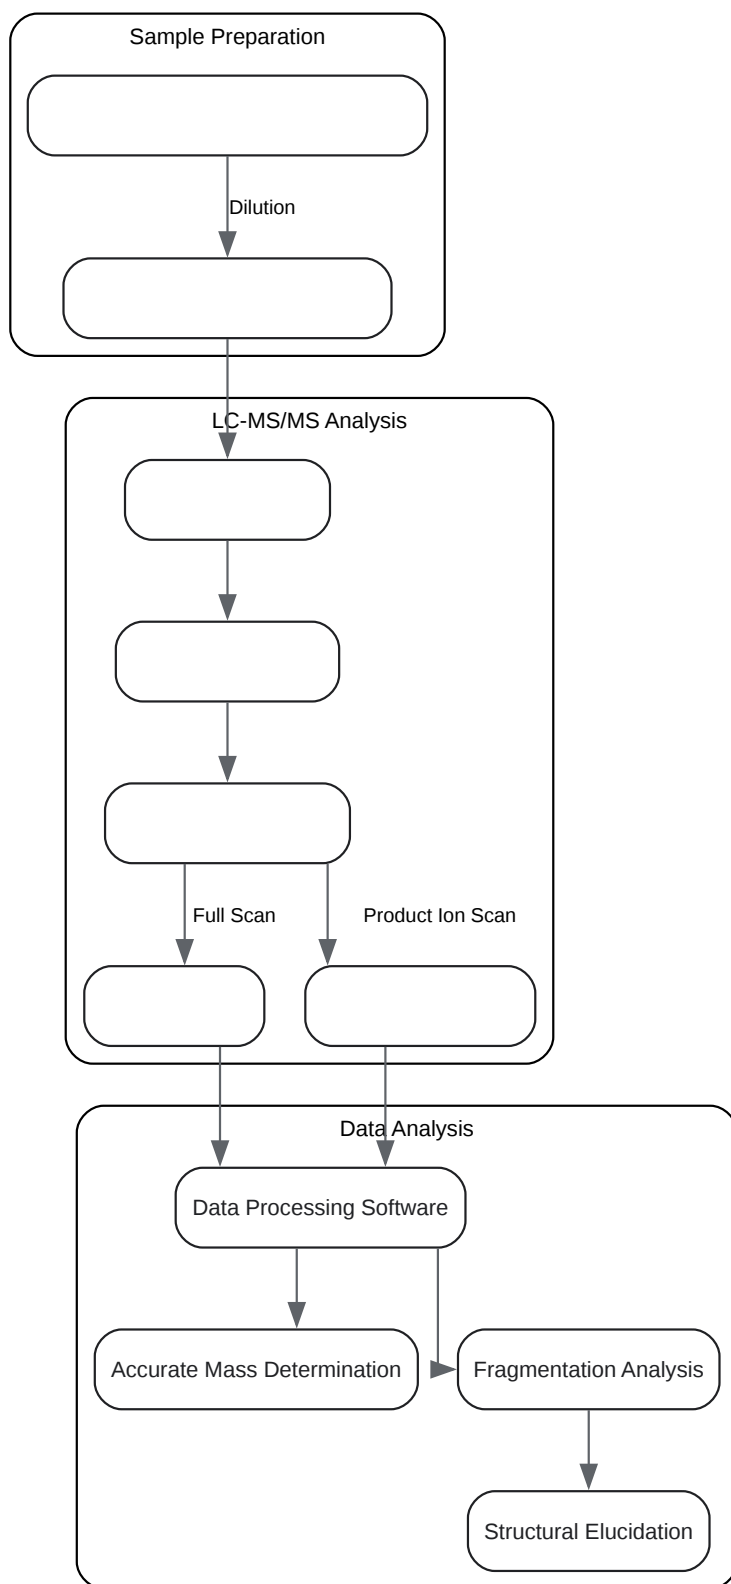 Sample Preparation
Dilution
LC-MS/MS Analysis
Full Scan
Product Ion Scan
Data Analysis
Data Processing Software
Accurate Mass Determination
Fragmentation Analysis
Structural Elucidation